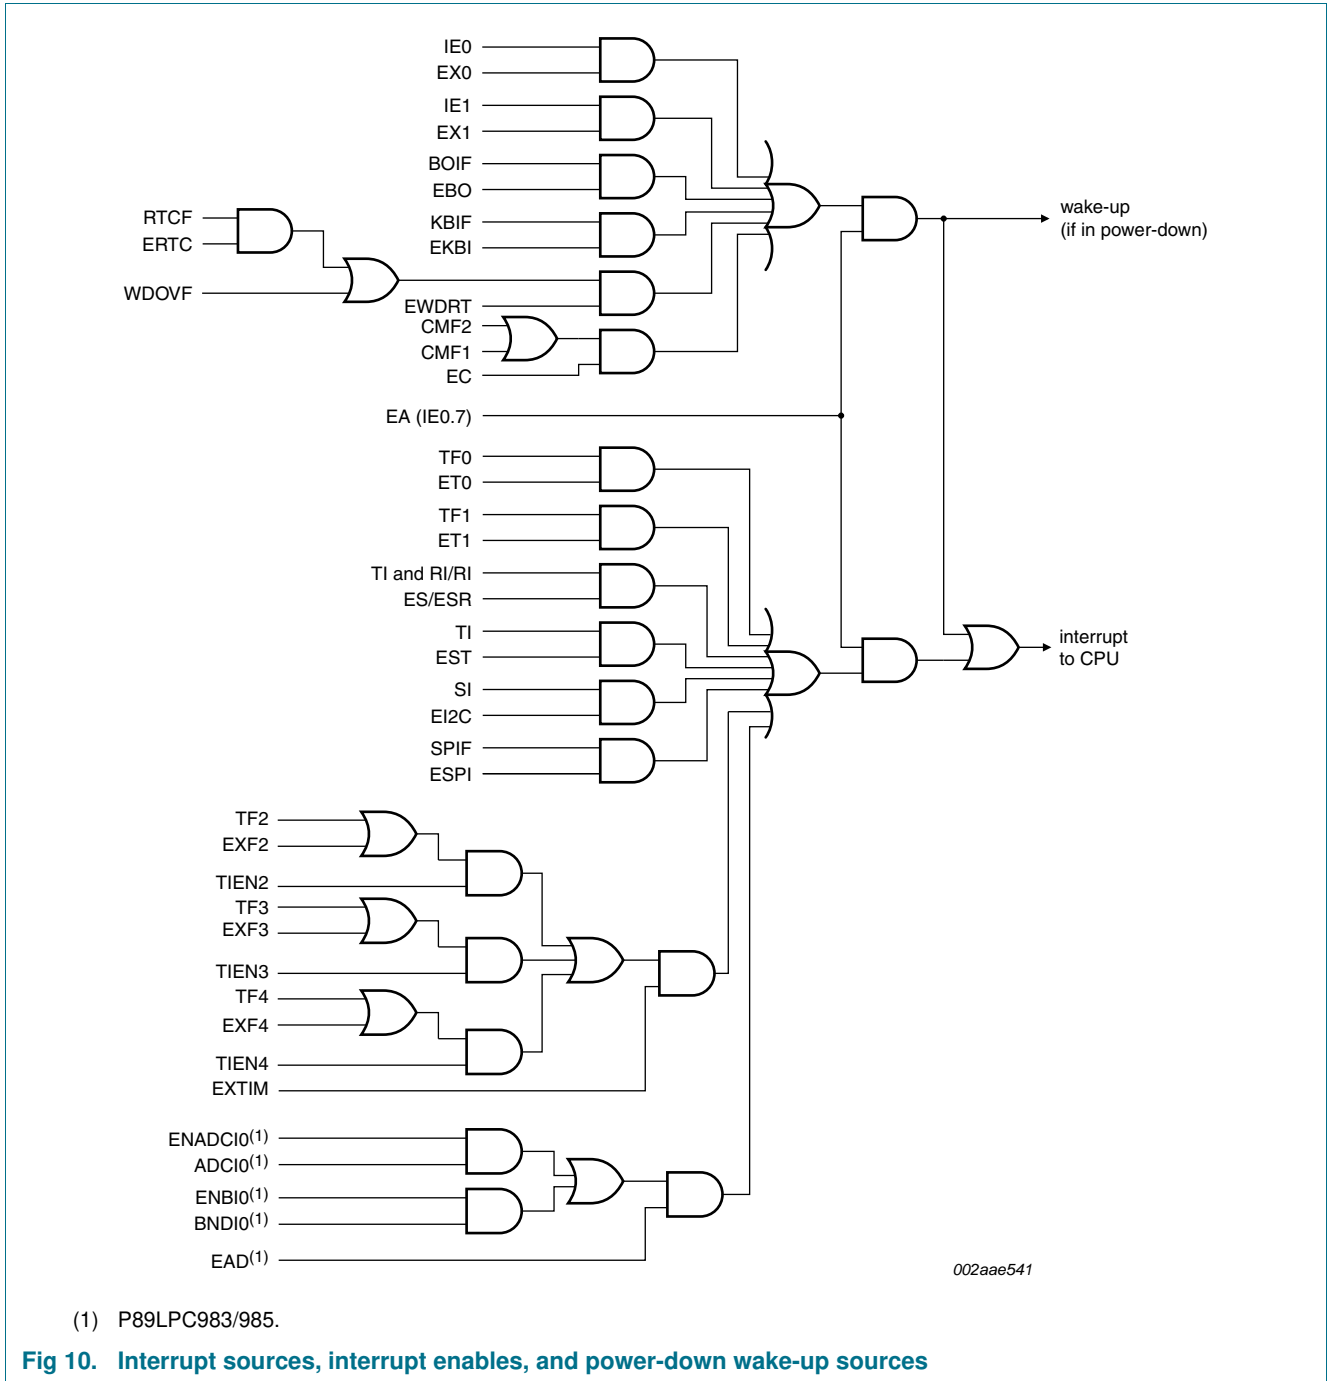 IE0
EX0
IE1
EX1
BOIF
EBO
RTCF
KBIF
ERTC
EKBI
wake-up
(if in power-down)
WDOVF
EWDRT
CMF2
CMF1
EC
EA (IE0.7)
TF0
ET0
TF1
ET1
TI and RI/RI
ES/ESR
TI
EST
interrupt
to CPU
SI
EI2C
SPIF
ESPI
TF2
EXF2
TIEN2
TF3
EXF3
TIEN3
TF4
EXF4
TIEN4
EXTIM
ENADCI0(1)
ADCI0(1)
ENBI0(1)
BNDI0(1)
EAD(1)
002aae541
(1) P89LPC983/985.
Fig 10. Interrupt sources, interrupt enables, and power-down wake-up sources